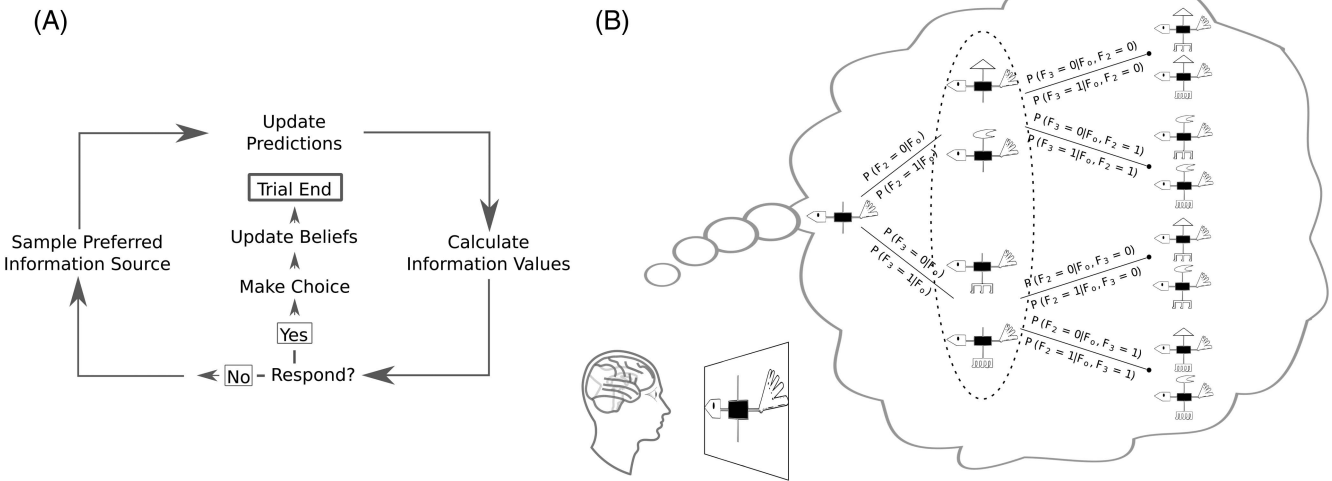 (A)
Update
Predictions
Trial End
Update Beliefs
Sample Preferred
Information Source
Calculate
Information Values
Make Choice
Yes
No
Respond?
(B)
P (F2 = 0|Fo)
P (F2 = 1|Fo)
P (F3 = 0|Fo)
P (F3 = 1|Fo)
P (F3 = 0|Fo, F2 = 0)
P (F3 = 1|Fo, F2 = 0)
P (F3 = 0|Fo, F2 = 1)
P (F3 = 1|Fo, F2 = 1)
P (F2 = 0|Fo, F3 = 0)
P (F2 = 1|Fo, F3 = 0)
P (F2 = 0|Fo, F3 = 1)
P (F2 = 1|Fo, F3 = 1)